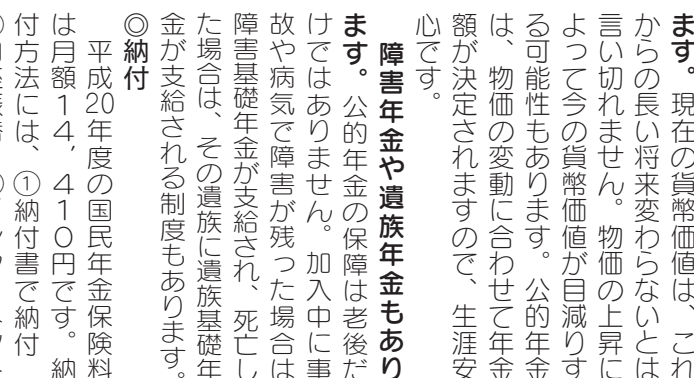 ます。現在の貨幣価値は、これ
からの長い将来変わらないとは
言い切れません。物価の上昇に
よって今の貨幣価値が目減りす
る可能性もあります。公的年金
は、物価の変動に合わせて年金
額が決定されますので、生涯安
心です。
障害年金や遺族年金もあり
ます。公的年金の保障は老後だ
けではありません。加入中に事
故や病気で障害が残った場合は
障害基礎年金が支給され、死亡し
た場合は、その遺族に遺族基礎年
金が支給される制度もあります。
◎納付
平成20年度の国民年金保険料
は月額14,410円です。納
付方法には、①納付書で納付